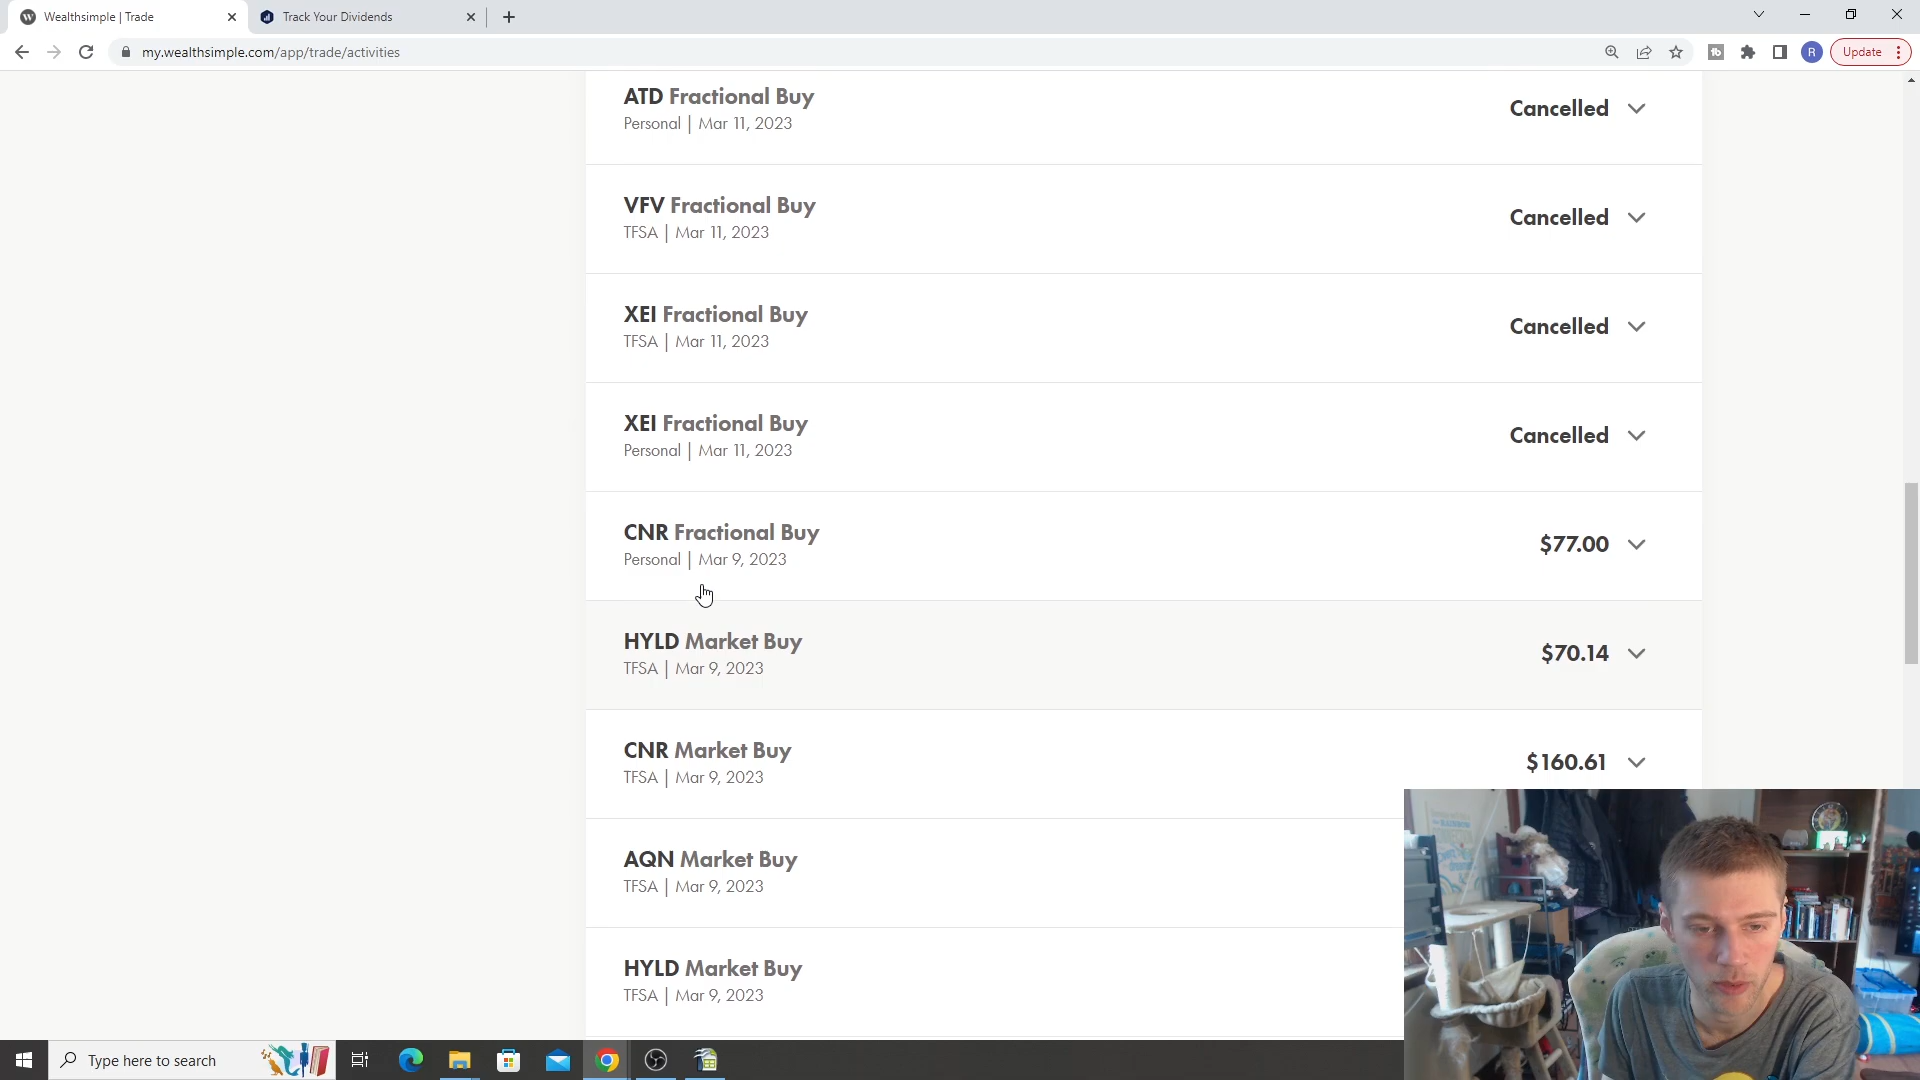 Wealthsimple | Trade
Track Your Dividends
my.wealthsimple.com/app/trade/activities
Update
ATD Fractional Buy
Personal | Mar 11, 2023
Cancelled
VFV Fractional Buy
TFSA | Mar 11, 2023
Cancelled
XEI Fractional Buy
TFSA | Mar 11, 2023
Cancelled
XEI Fractional Buy
Personal | Mar 11, 2023
Cancelled
CNR Fractional Buy
Personal | Mar 9, 2023
$77.00
HYLD Market Buy
TFSA | Mar 9, 2023
$70.14
CNR Market Buy
TFSA | Mar 9, 2023
$160.61
AQN Market Buy
TFSA | Mar 9, 2023
HYLD Market Buy
TFSA | Mar 9, 2023
Type here to search